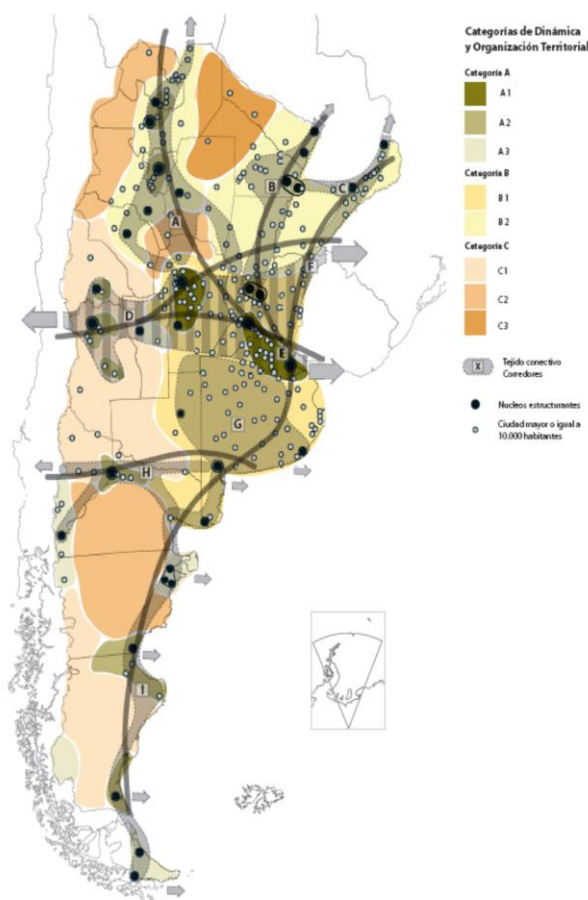 Categorías de Dinámica
y Organización Territorial
Categoría A
A 1
A 2
A 3
Categoría B
B 1
B 2
Categoría C
C1
C2
C3
X
Tejido conectivo
Corredores
Nucleos estructurantes
Ciudad mayor o igual a
10.000 habitantes
B
C
A
F
D
E
G
H
I